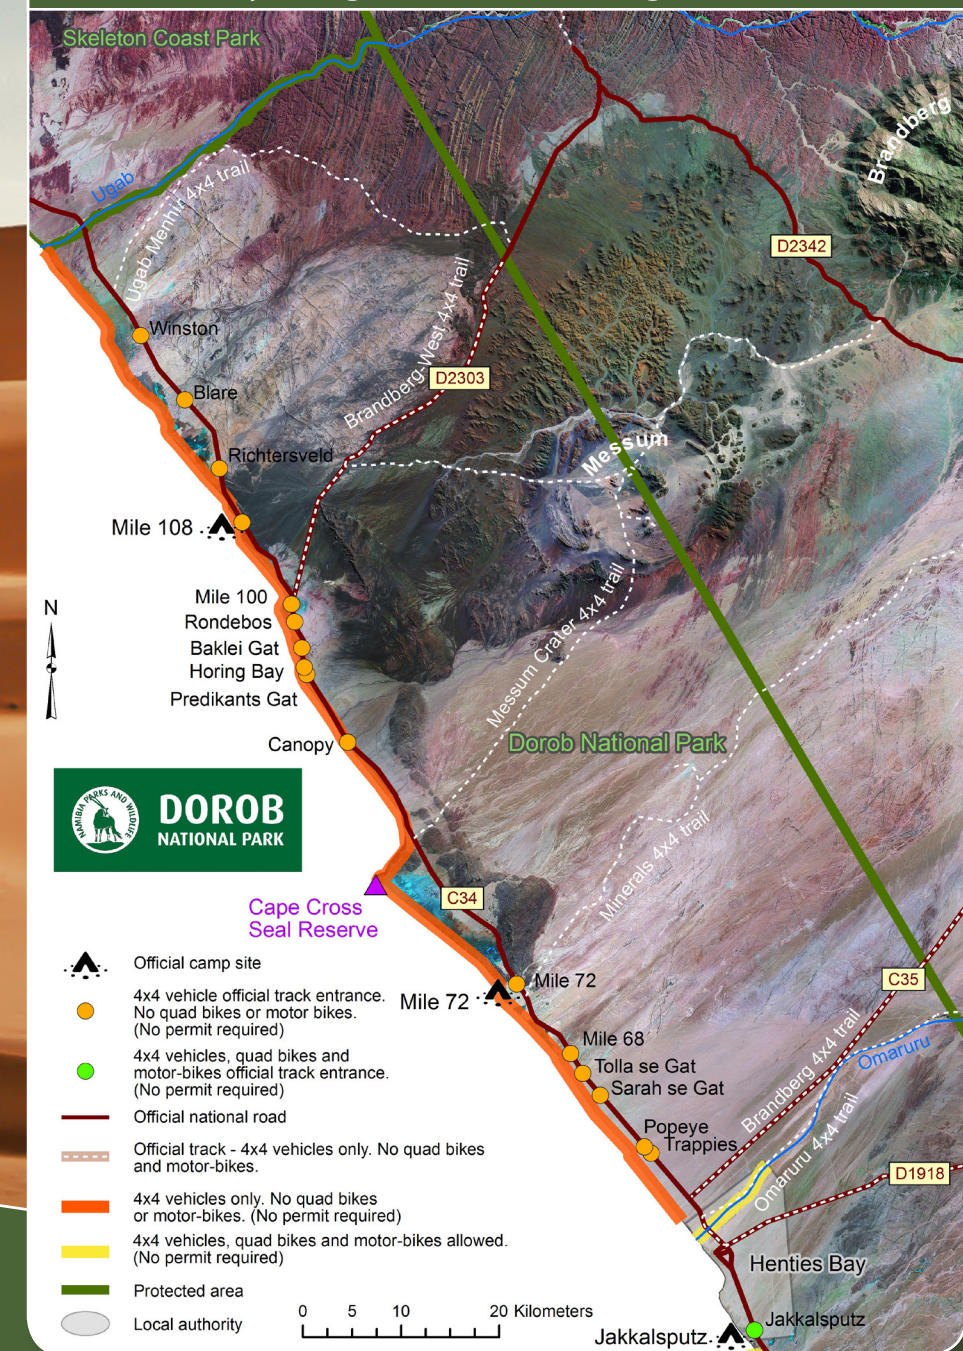 Skeleton Coast Park
Brandberg
Ugab
Ugab Menhir 4x4 trail
D2342
Winston
Brandberg West 4x4 trail
D2303
Blare
Messum
Richtersveld
Mile 108
N
Mile 100
Rondebos
Baklei Gat
Horing Bay
Predikants Gat
Messum Crater 4x4 trail
Canopy
Dorob National Park
NAMIBIA PARKS AND WILDLIFE
DOROB
NATIONAL PARK
Minerals 4x4 trail
C34
Cape Cross
Seal Reserve
Mile 72
Mile 72
C35
Mile 68
Tolla se Gat
Sarah se Gat
Popeye
Trappies
Brandberg 4x4 trail
Omaruru
Omaruru 4x4 trail
D1918
Henties Bay
Jakkalsputz
Jakkalsputz
Official camp site
4x4 vehicle official track entrance.
No quad bikes or motor bikes.
(No permit required)
4x4 vehicles, quad bikes and
motor-bikes official track entrance.
(No permit required)
Official national road
Official track - 4x4 vehicles only. No quad bikes
and motor-bikes.
4x4 vehicles only. No quad bikes
or motor-bikes. (No permit required)
4x4 vehicles, quad bikes and motor-bikes allowed.
(No permit required)
Protected area
Local authority
0 5 10 20 Kilometers